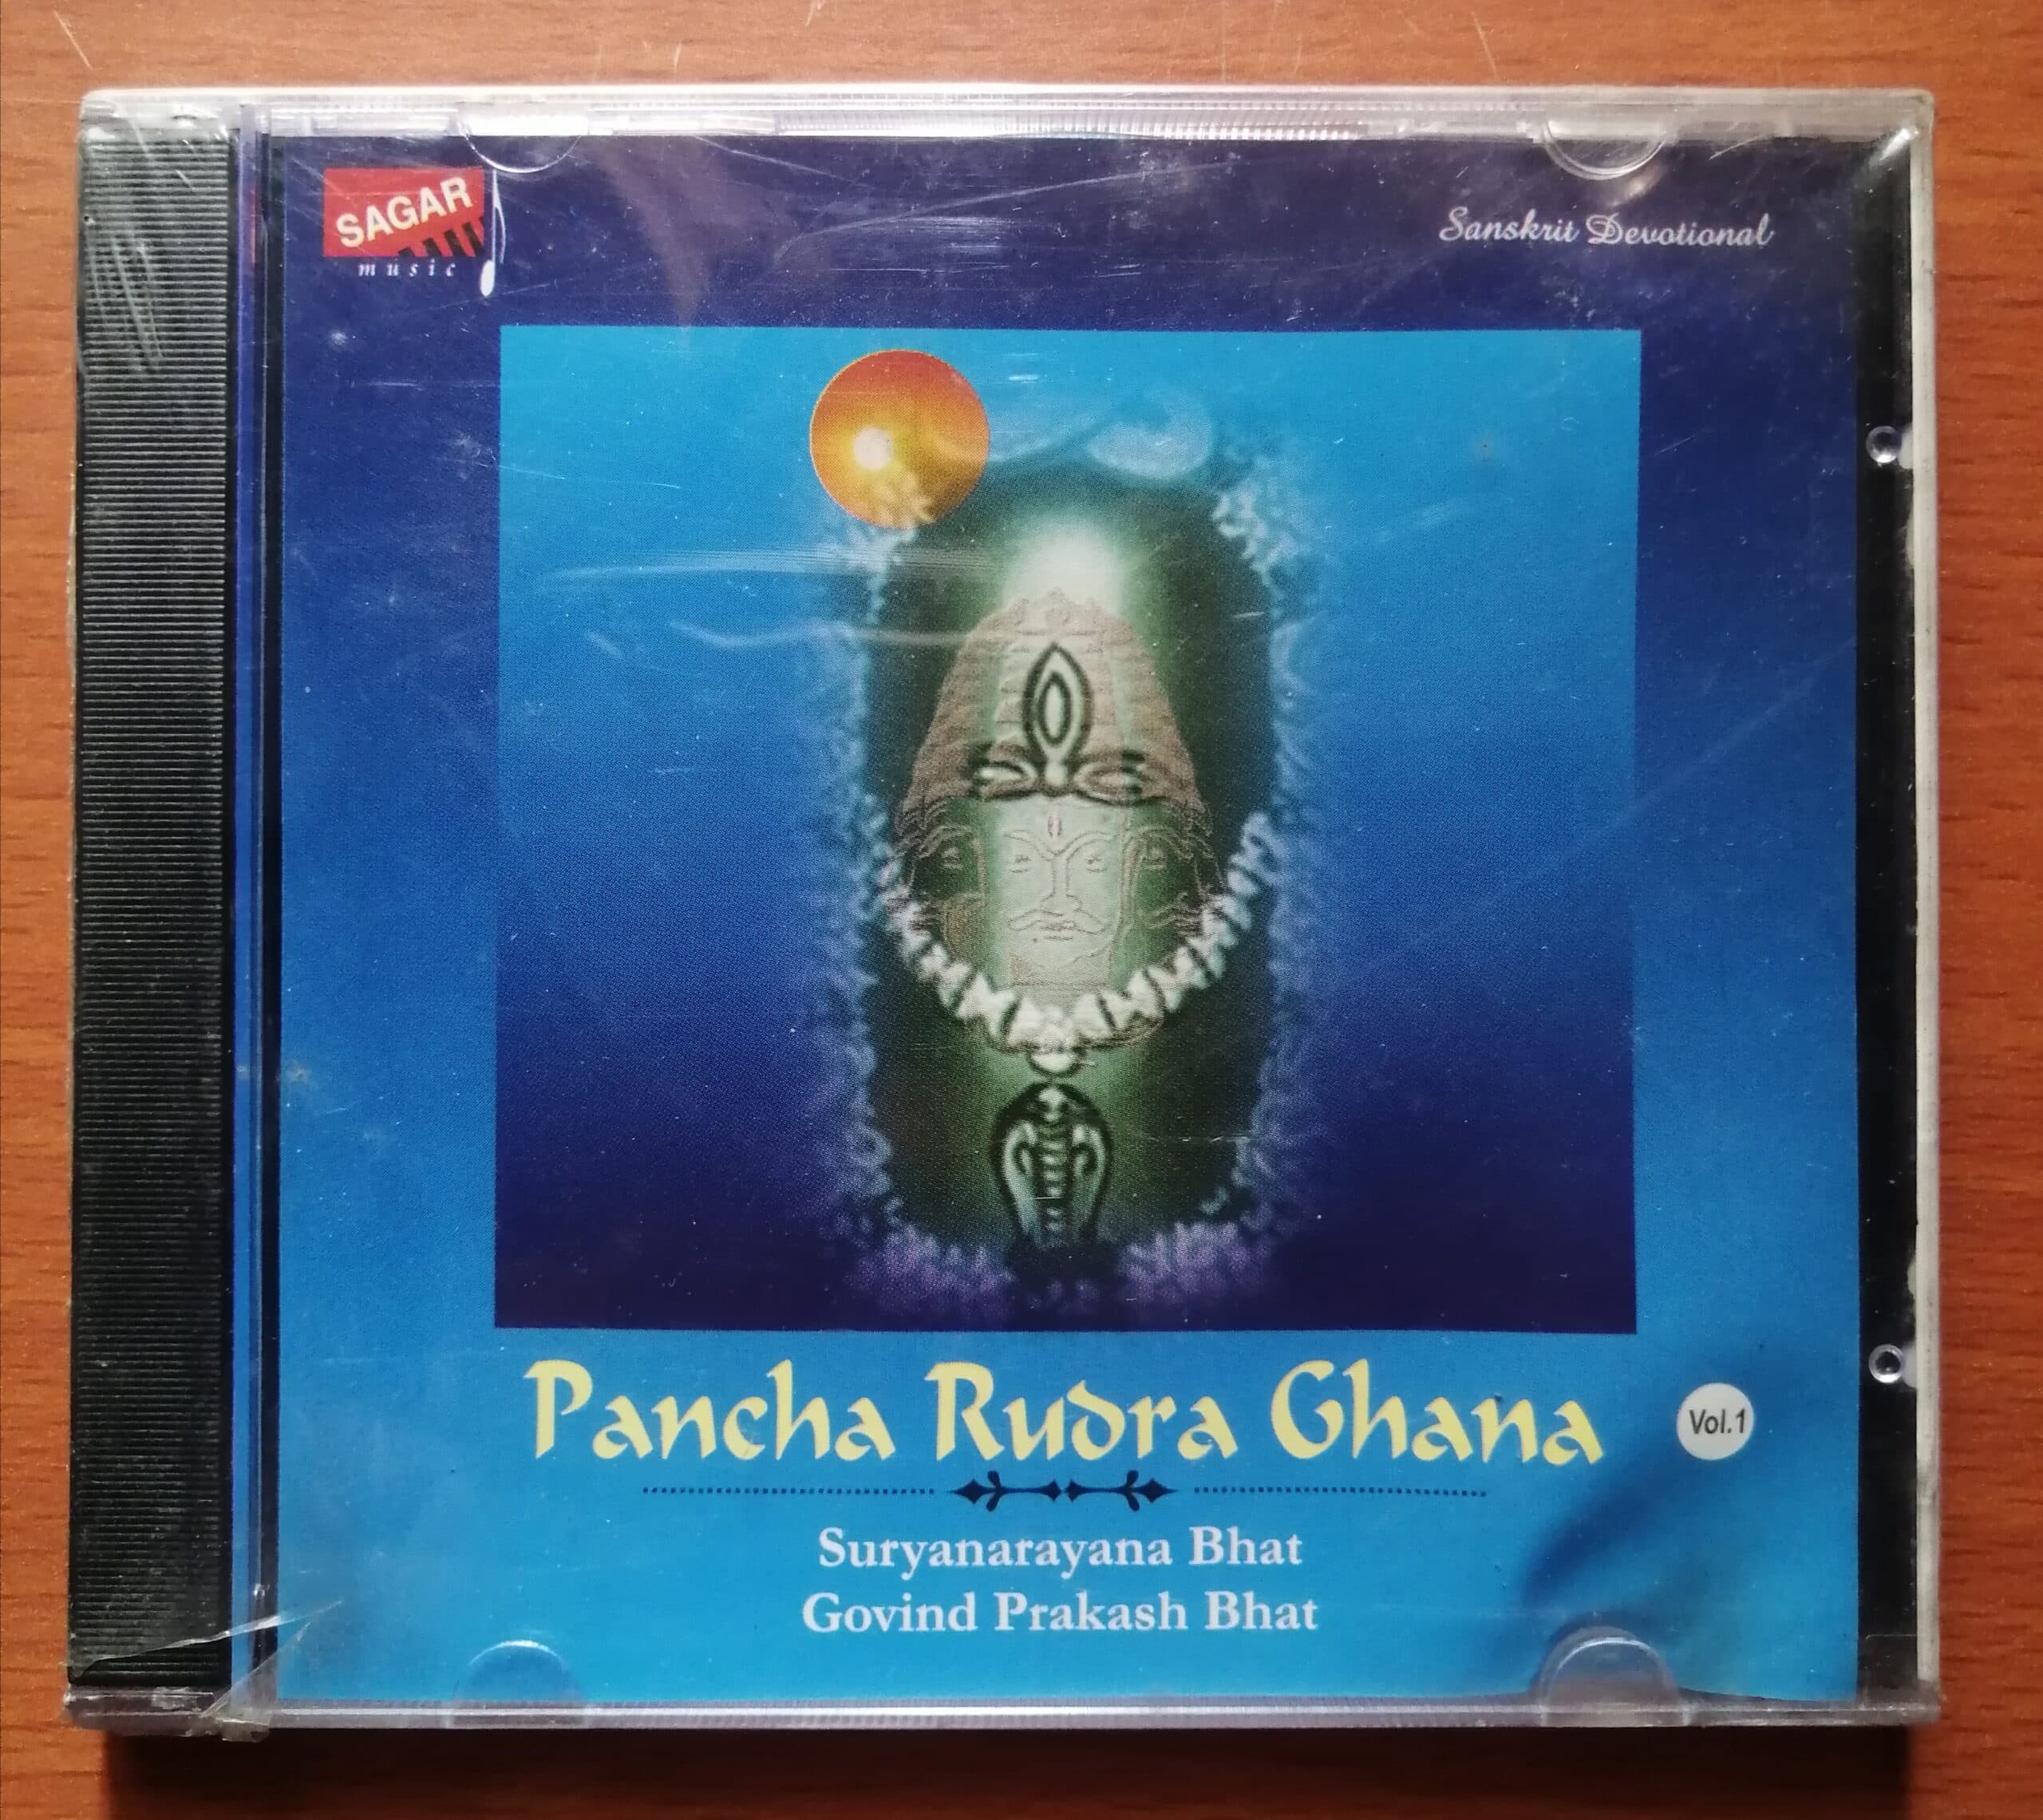 SAGAR
music
Sanskrit Devotional
Pancha Rudra Ghana
Vol.1
Suryanarayana Bhat
Govind Prakash Bhat